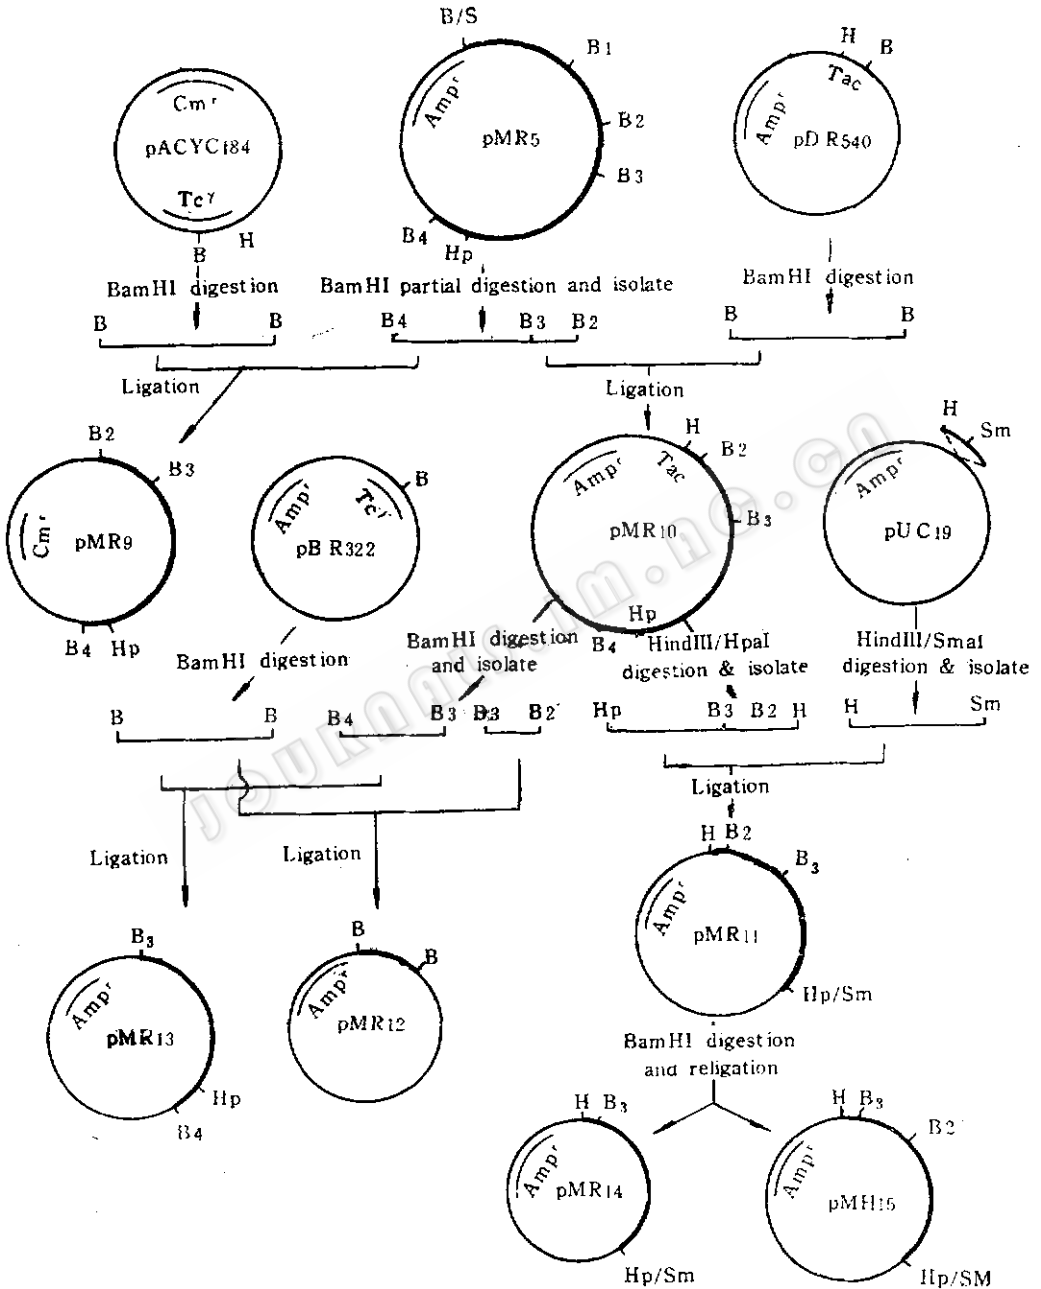 B/S
B1
H
B
Cm r
Amp r
Tac
Amp r
pACYC184
pMR5
B2
pDR540
Tc r
B3
B
H
B4
Hp
BamHI digestion
BamHI partial digestion and isolate
BamHI digestion
B
B
B4
B3
B2
B
B
Ligation
Ligation
H
Sm
B2
B3
H
B2
B
Amp r
Tc r
Amp r
Tac
Amp r
Cm r
pMR9
pBR322
pMR10
B3
pUC19
B4
Hp
Hp
B4
BamHI digestion
BamHI digestion
and isolate
HindIII/HpaI
digestion & isolate
HindIII/SmaI
digestion & isolate
B
B
B4
B3
B3
B2
Hp
B3
B2
H
H
Sm
Ligation
Ligation
Ligation
H
B2
B3
Amp r
pMR11
Hp/Sm
B3
B
B
Amp r
Amp r
pMR13
pMR12
Hp
B4
BamHI digestion
and religation
H
B3
H
B3
B2
Amp r
Amp r
pMR14
pMH15
Hp/Sm
Hp/SM
journals.im.ac.cn